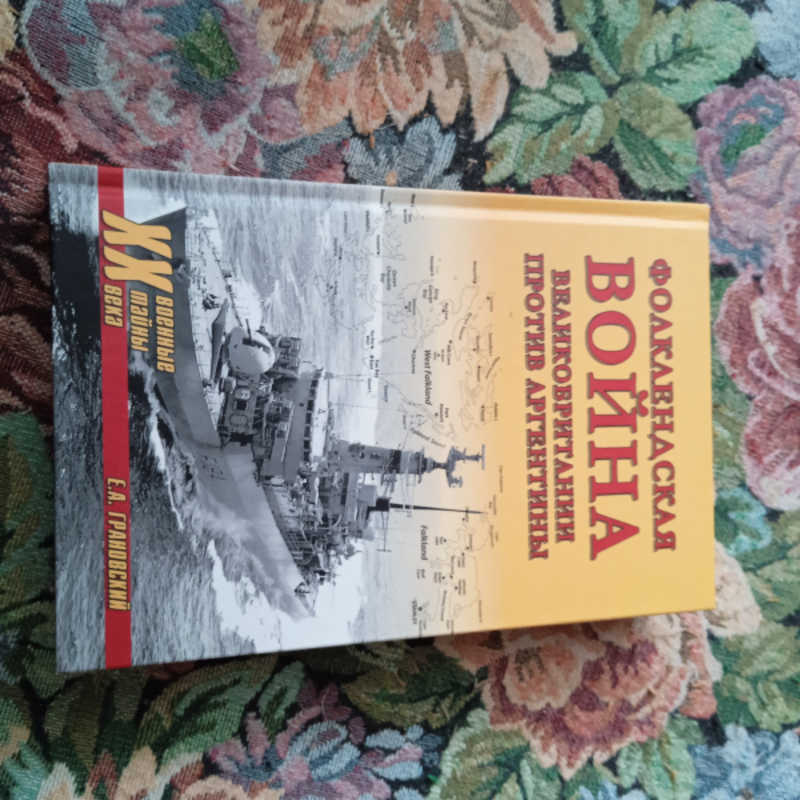 ФОЛКЛЕНДСКАЯ
ВОЙНА
ВЕЛИКОБРИТАНИИ
ПРОТИВ АРГЕНТИНЫ
West Falkland
Falkland
XX
военные
тайны
века
Е.А. ГРАНОВСКИЙ